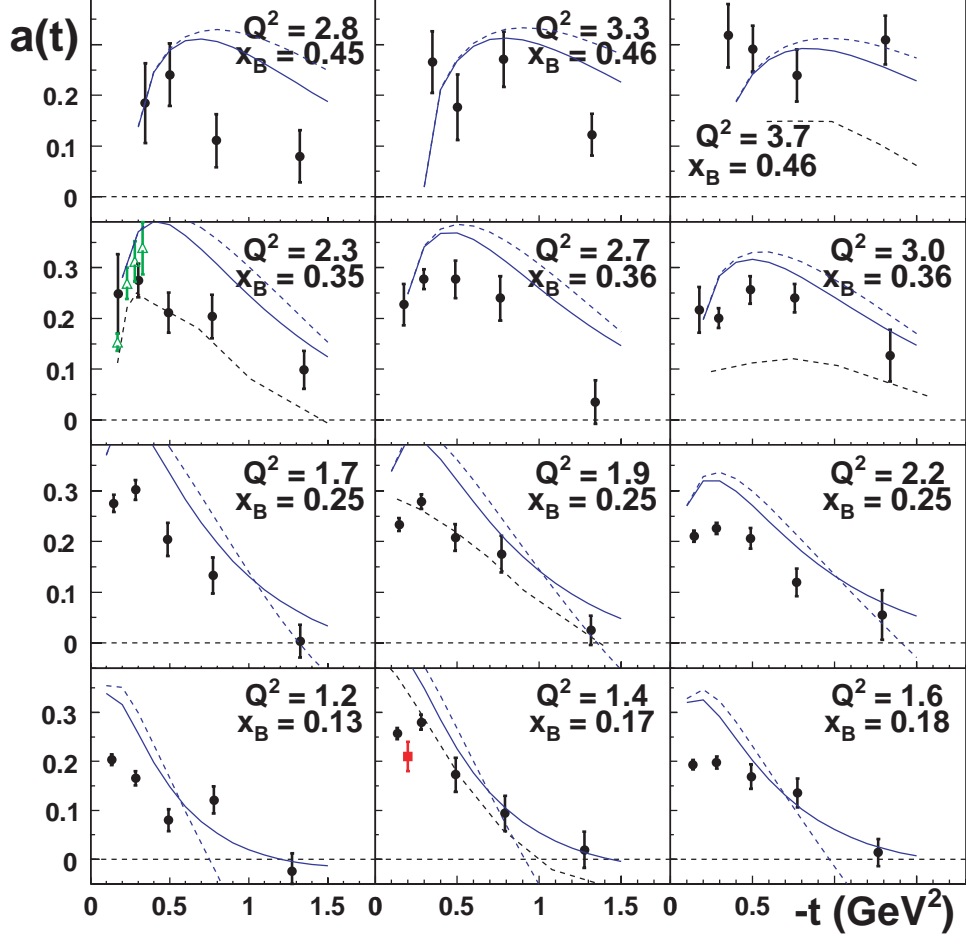 a(t)
Q² = 2.8
x_B = 0.45
Q² = 3.3
x_B = 0.46
Q² = 3.7
x_B = 0.46
0.2
0.1
0
Q² = 2.3
x_B = 0.35
Q² = 2.7
x_B = 0.36
Q² = 3.0
x_B = 0.36
0.3
0.2
0.1
0
Q² = 1.7
x_B = 0.25
Q² = 1.9
x_B = 0.25
Q² = 2.2
x_B = 0.25
0.3
0.2
0.1
0
Q² = 1.2
x_B = 0.13
Q² = 1.4
x_B = 0.17
Q² = 1.6
x_B = 0.18
0.3
0.2
0.1
0
0 0.5 1 1.5 0 0.5 1 1.5 0 0.5
-t (GeV²)